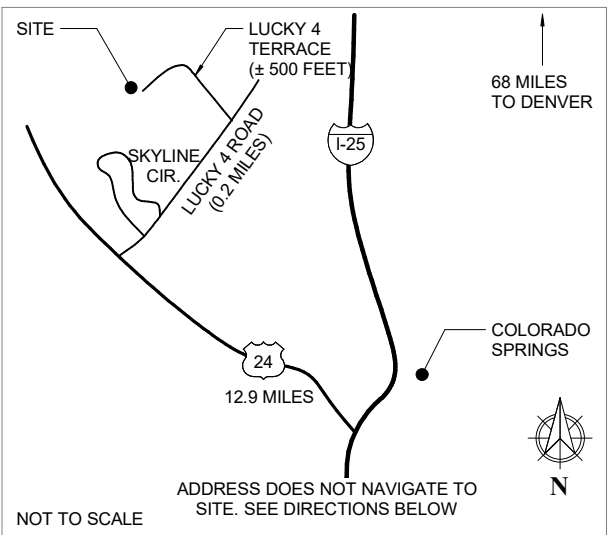 SITE
LUCKY 4
TERRACE
(± 500 FEET)
68 MILES
TO DENVER
I-25
SKYLINE
CIR.
LUCKY 4 ROAD
(0.2 MILES)
24
12.9 MILES
COLORADO
SPRINGS
N
ADDRESS DOES NOT NAVIGATE TO
SITE. SEE DIRECTIONS BELOW
NOT TO SCALE